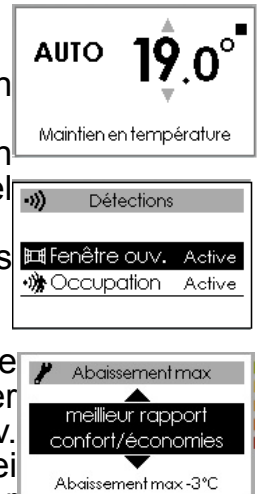 AUTO 19.0°
Maintien en température
Détections
Fenêtre ouv. Active
Occupation Active
Abaissement max
meilleur rapport
confort/économies
Abaissement max -3°C